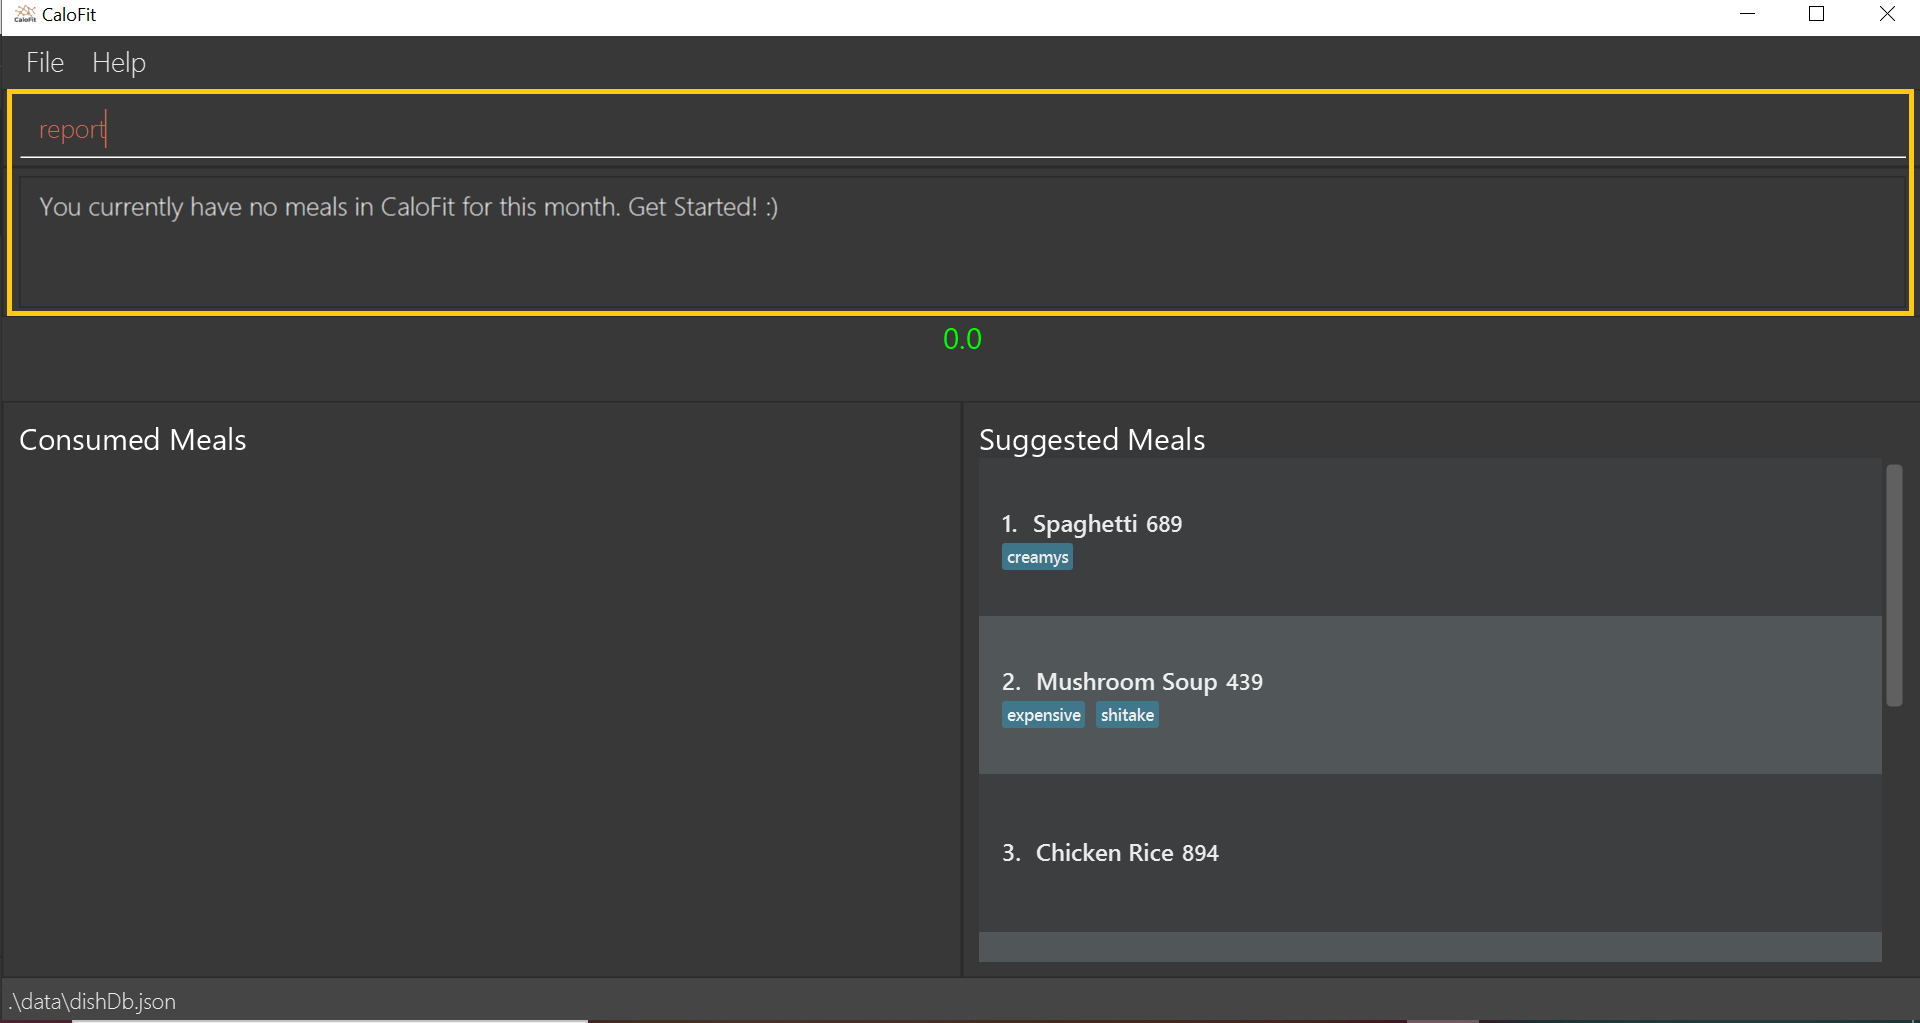 CaloFit
CaloFit
File Help
report
You currently have no meals in CaloFit for this month. Get Started! :)
0.0
Consumed Meals
Suggested Meals
1. Spaghetti 689
creamys
2. Mushroom Soup 439
expensive shitake
3. Chicken Rice 894
.\data\dishDb.json